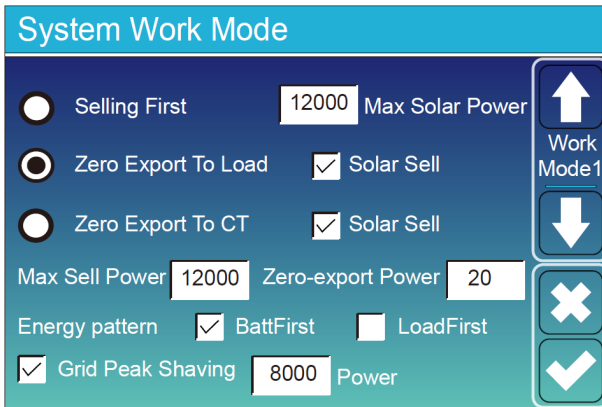 System Work Mode
Selling First 12000 Max Solar Power
Zero Export To Load Solar Sell
Zero Export To CT Solar Sell
Max Sell Power 12000 Zero-export Power 20
Energy pattern BattFirst LoadFirst
Grid Peak Shaving 8000 Power
Work
Mode1